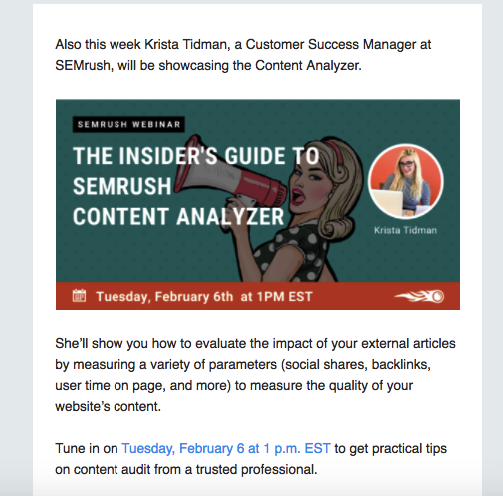 Also this week Krista Tidman, a Customer Success Manager at
SEMrush, will be showcasing the Content Analyzer.
SEMRUSH WEBINAR
THE INSIDER'S GUIDE TO
SEMRUSH
CONTENT ANALYZER
Krista Tidman
Tuesday, February 6th at 1PM EST
She'll show you how to evaluate the impact of your external articles
by measuring a variety of parameters (social shares, backlinks,
user time on page, and more) to measure the quality of your
website's content.
Tune in on Tuesday, February 6 at 1 p.m. EST to get practical tips
on content audit from a trusted professional.